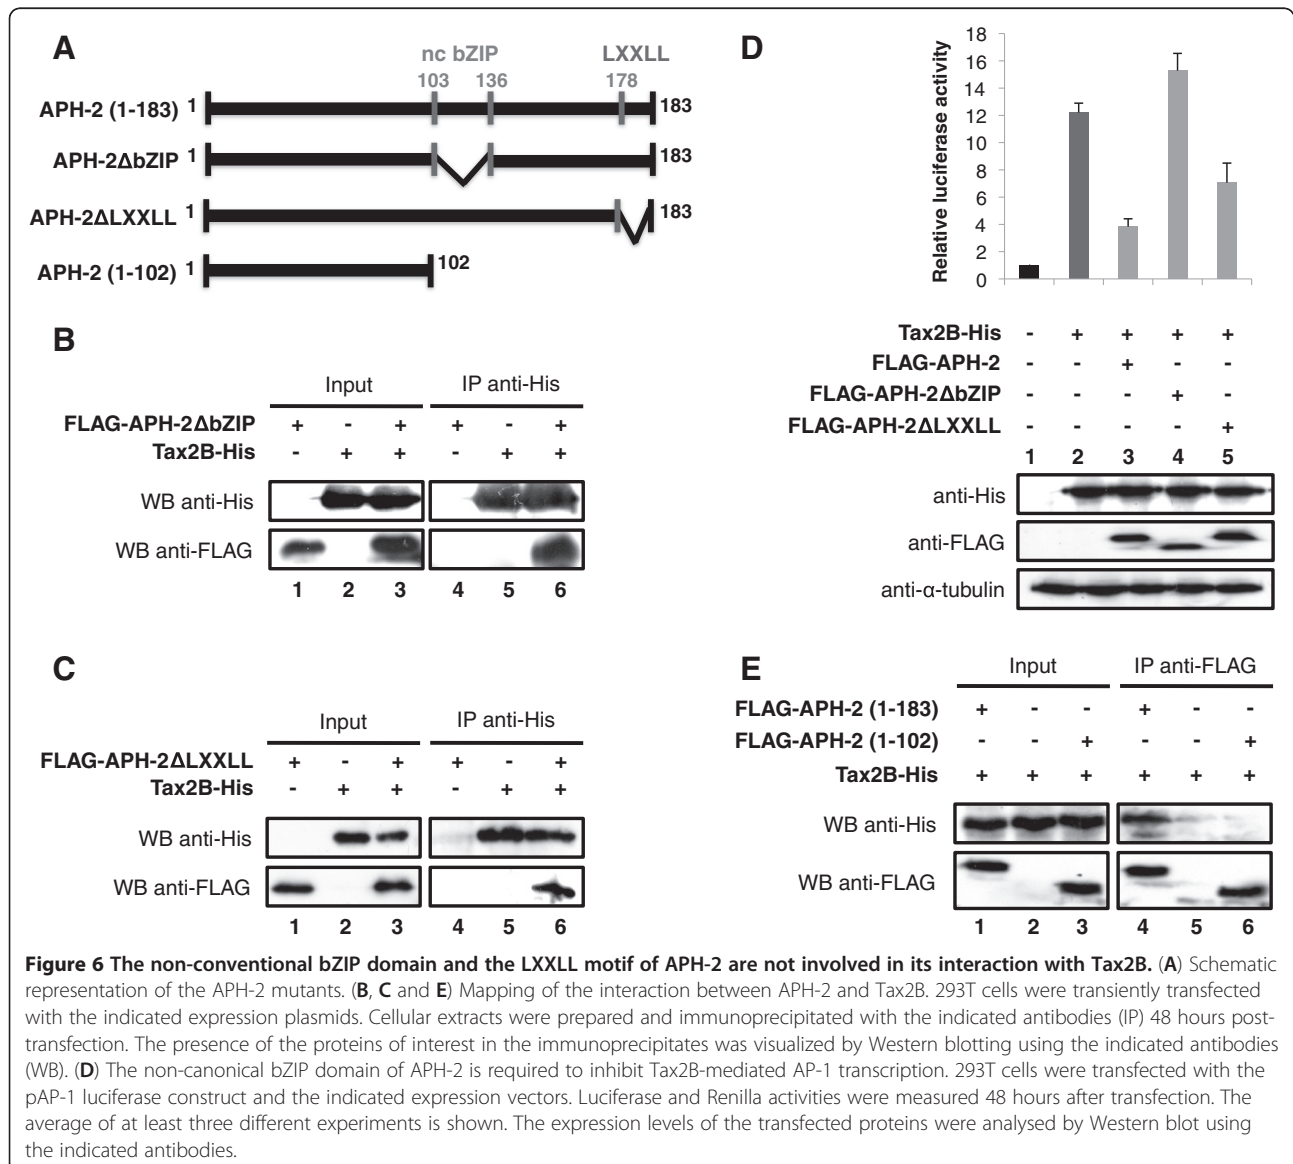 A
nc bZIP LXXLL
103 136 178
APH-2 (1-183) 1 183
APH-2ΔbZIP 1 183
APH-2ΔLXXLL 1 183
APH-2 (1-102) 1 102
B
Input IP anti-His
FLAG-APH-2ΔbZIP + - + + - +
Tax2B-His - + + - + +
WB anti-His
WB anti-FLAG
1 2 3 4 5 6
C
Input IP anti-His
FLAG-APH-2ΔLXXLL + - + + - +
Tax2B-His - + + - + +
WB anti-His
WB anti-FLAG
1 2 3 4 5 6
D
Relative luciferase activity
18
16
14
12
10
8
6
4
2
0
Tax2B-His - + + + +
FLAG-APH-2 - - + - -
FLAG-APH-2ΔbZIP - - - + -
FLAG-APH-2ΔLXXLL - - - - +
1 2 3 4 5
anti-His
anti-FLAG
anti-α-tubulin
E
Input IP anti-FLAG
FLAG-APH-2 (1-183) + - - + - -
FLAG-APH-2 (1-102) - - + - - +
Tax2B-His + + + + + +
WB anti-His
WB anti-FLAG
1 2 3 4 5 6
Figure 6 The non-conventional bZIP domain and the LXXLL motif of APH-2 are not involved in its interaction with Tax2B. (A) Schematic
representation of the APH-2 mutants. (B, C and E) Mapping of the interaction between APH-2 and Tax2B. 293T cells were transiently transfected
with the indicated expression plasmids. Cellular extracts were prepared and immunoprecipitated with the indicated antibodies (IP) 48 hours post-
transfection. The presence of the proteins of interest in the immunoprecipitates was visualized by Western blotting using the indicated antibodies
(WB). (D) The non-canonical bZIP domain of APH-2 is required to inhibit Tax2B-mediated AP-1 transcription. 293T cells were transfected with the
pAP-1 luciferase construct and the indicated expression vectors. Luciferase and Renilla activities were measured 48 hours after transfection. The
average of at least three different experiments is shown. The expression levels of the transfected proteins were analysed by Western blot using
the indicated antibodies.